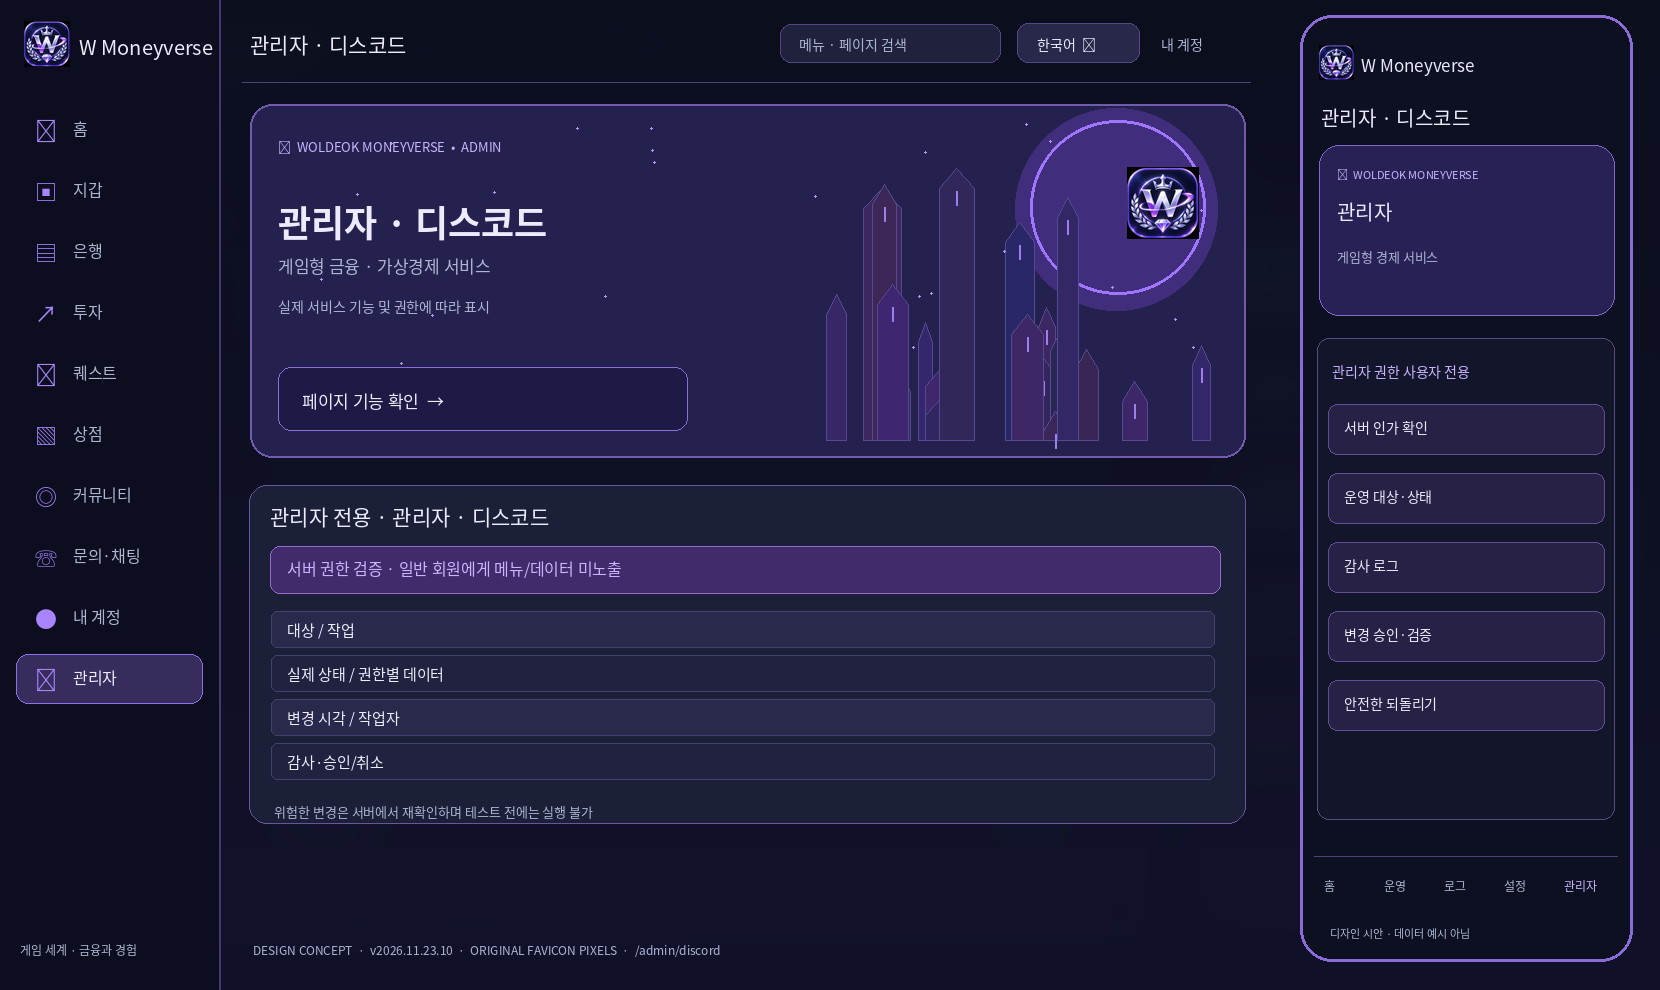 W Moneyverse
홈
지갑
은행
투자
퀘스트
상점
커뮤니티
문의·채팅
내 계정
관리자
게임 세계 · 금융과 경험
관리자 · 디스코드
메뉴 · 페이지 검색
한국어
내 계정
WOLDEOK MONEYVERSE • ADMIN
관리자 · 디스코드
게임형 금융 · 가상경제 서비스
실제 서비스 기능 및 권한에 따라 표시
페이지 기능 확인 →
관리자 전용 · 관리자 · 디스코드
서버 권한 검증 · 일반 회원에게 메뉴/데이터 미노출
대상 / 작업
실제 상태 / 권한별 데이터
변경 시각 / 작업자
감사·승인/취소
위험한 변경은 서버에서 재확인하며 테스트 전에는 실행 불가
DESIGN CONCEPT · v2026.11.23.10 · ORIGINAL FAVICON PIXELS · /admin/discord
W Moneyverse
관리자 · 디스코드
WOLDEOK MONEYVERSE
관리자
게임형 경제 서비스
관리자 권한 사용자 전용
서버 인가 확인
운영 대상·상태
감사 로그
변경 승인·검증
안전한 되돌리기
홈 운영 로그 설정 관리자
디자인 시안 · 데이터 예시 아님